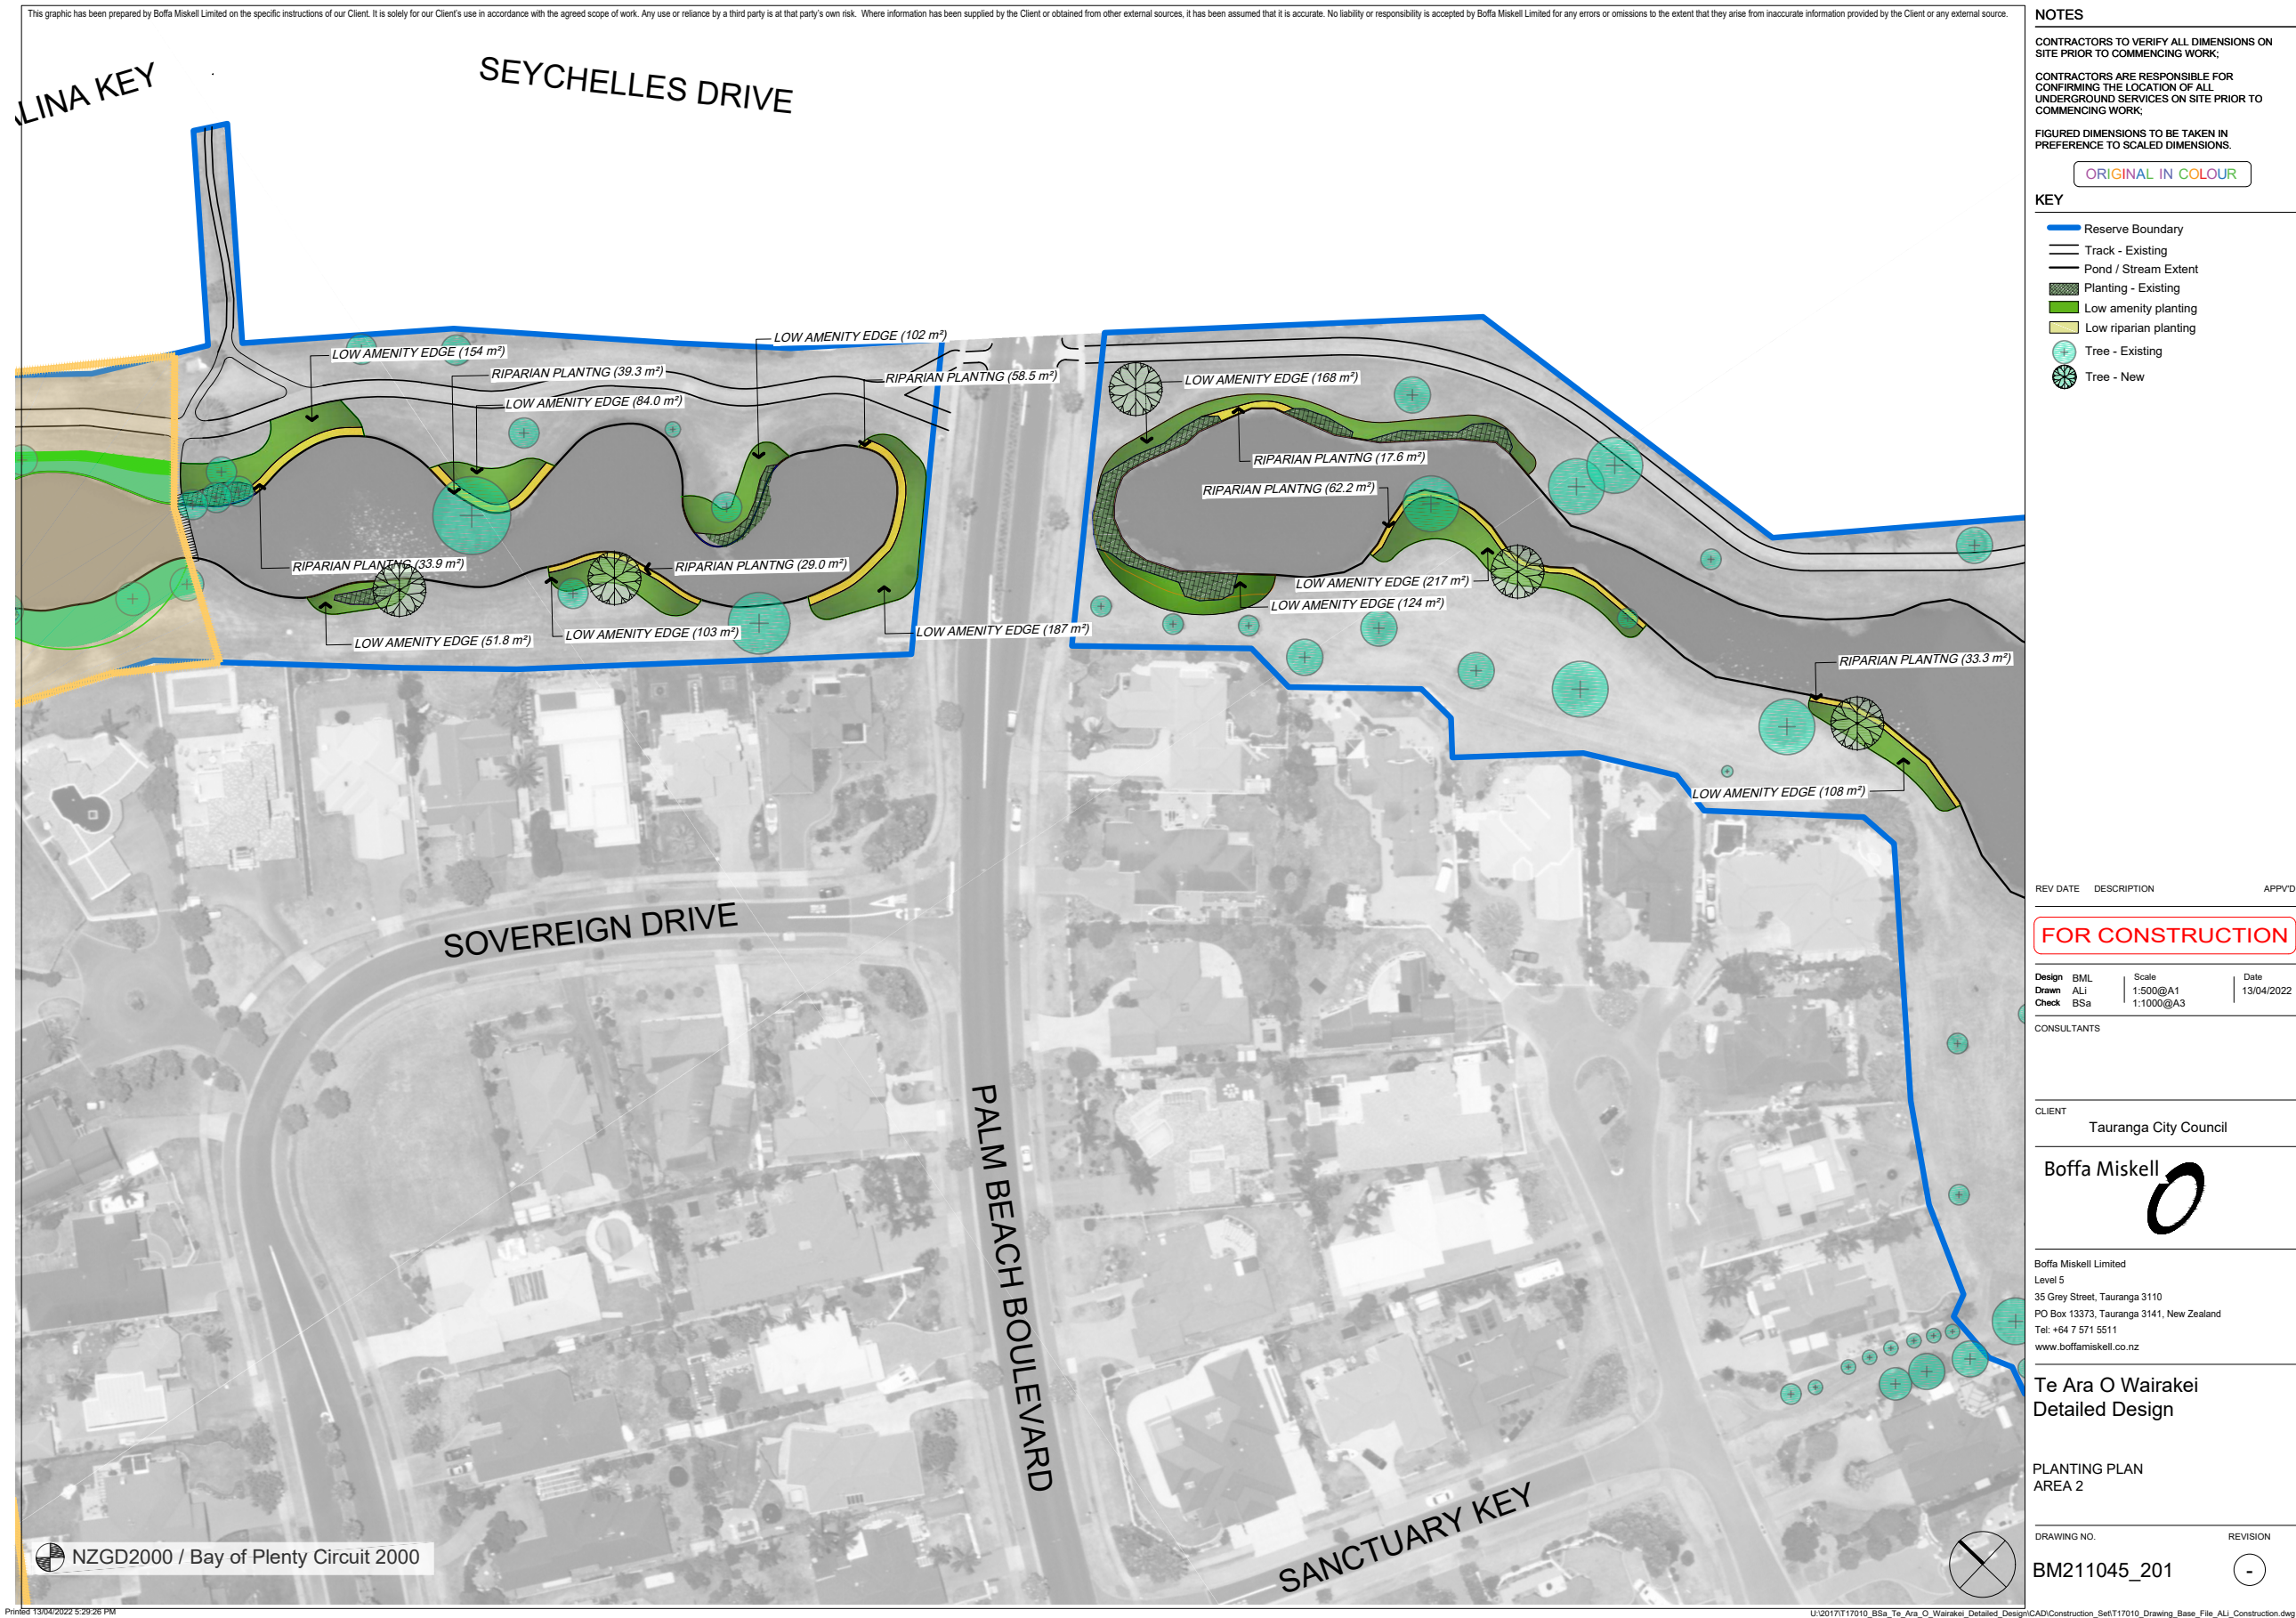 This graphic has been prepared by Boffa Miskell Limited on the specific instructions of our Client. It is solely for our Client's use in accordance with the agreed scope of work. Any use or reliance by a third party is at that party's own risk. Where information has been supplied by the Client or obtained from other external sources, it has been assumed that it is accurate. No liability or responsibility is accepted by Boffa Miskell Limited for any errors or omissions to the extent that they arise from inaccurate information provided by the Client or any external source.
LINA KEY
SEYCHELLES DRIVE
LOW AMENITY EDGE (102 m²)
LOW AMENITY EDGE (154 m²)
RIPARIAN PLANTNG (39.3 m²)
RIPARIAN PLANTNG (58.5 m²)
LOW AMENITY EDGE (168 m²)
LOW AMENITY EDGE (84.0 m²)
RIPARIAN PLANTNG (17.6 m²)
RIPARIAN PLANTNG (62.2 m²)
RIPARIAN PLANTNG (33.9 m²)
RIPARIAN PLANTNG (29.0 m²)
LOW AMENITY EDGE (217 m²)
LOW AMENITY EDGE (124 m²)
LOW AMENITY EDGE (51.8 m²)
LOW AMENITY EDGE (103 m²)
LOW AMENITY EDGE (187 m²)
RIPARIAN PLANTNG (33.3 m²)
LOW AMENITY EDGE (108 m²)
SOVEREIGN DRIVE
PALM BEACH BOULEVARD
SANCTUARY KEY
NZGD2000 / Bay of Plenty Circuit 2000
Printed 13/04/2022 5:29:26 PM
NOTES
CONTRACTORS TO VERIFY ALL DIMENSIONS ON
SITE PRIOR TO COMMENCING WORK;
CONTRACTORS ARE RESPONSIBLE FOR
CONFIRMING THE LOCATION OF ALL
UNDERGROUND SERVICES ON SITE PRIOR TO
COMMENCING WORK;
FIGURED DIMENSIONS TO BE TAKEN IN
PREFERENCE TO SCALED DIMENSIONS.
ORIGINAL IN COLOUR
KEY
Reserve Boundary
Track - Existing
Pond / Stream Extent
Planting - Existing
Low amenity planting
Low riparian planting
Tree - Existing
Tree - New
REV DATE DESCRIPTION APPV'D
FOR CONSTRUCTION
Design BML Scale Date
Drawn ALi 1:500@A1 13/04/2022
Check BSa 1:1000@A3
CONSULTANTS
CLIENT
Tauranga City Council
Boffa Miskell
Boffa Miskell Limited
Level 5
35 Grey Street, Tauranga 3110
PO Box 13373, Tauranga 3141, New Zealand
Tel: +64 7 571 5511
www.boffamiskell.co.nz
Te Ara O Wairakei
Detailed Design
PLANTING PLAN
AREA 2
DRAWING NO. REVISION
BM211045_201 -
U:\2017\T17010_BSa_Te_Ara_O_Wairakei_Detailed_Design\CAD\Construction_Set\T17010_Drawing_Base_File_ALi_Construction.dwg